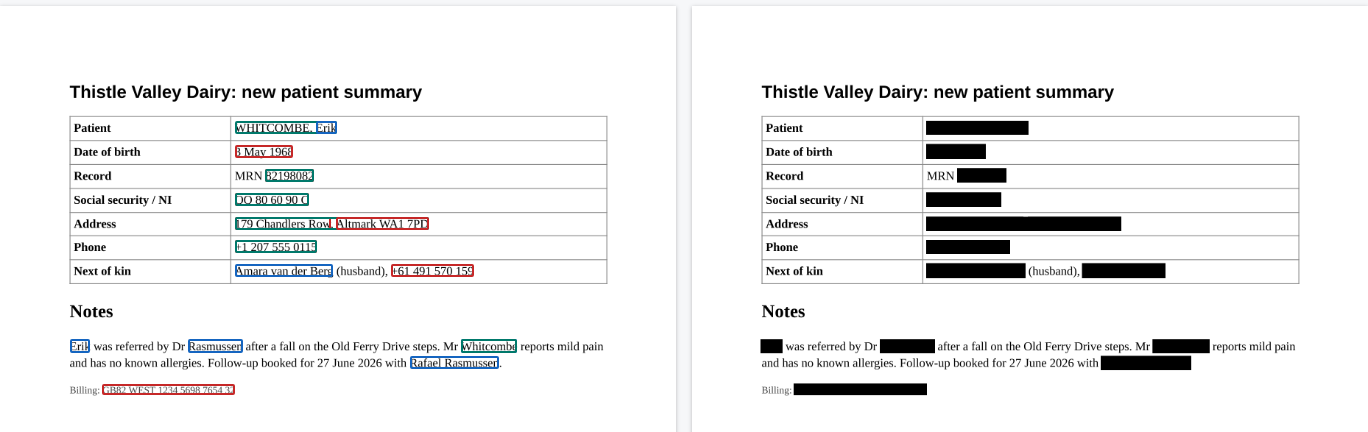 Thistle Valley Dairy: new patient summary
Patient WHITCOMBE, Erik
Date of birth 3 May 1968
Record MRN 82198082
Social security / NI OO 80 60 90 C
Address 179 Chandlers Row, Altmark WA1 7PD
Phone +1 207 555 0115
Next of kin Amara van der Berg (husband), +61 491 570 159
Notes
Erik was referred by Dr Rasmussen after a fall on the Old Ferry Drive steps. Mr Whitcombe reports mild pain
and has no known allergies. Follow-up booked for 27 June 2026 with Rafael Rasmussen.
Billing: GB82 WEST 1234 5698 7654 32
Thistle Valley Dairy: new patient summary
Patient
Date of birth
Record MRN
Social security / NI
Address
Phone
Next of kin (husband),
Notes
was referred by Dr after a fall on the Old Ferry Drive steps. Mr reports mild pain
and has no known allergies. Follow-up booked for 27 June 2026 with
Billing: